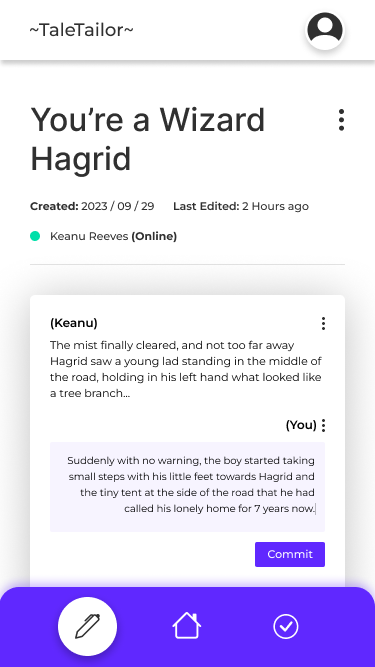 ~TaleTailor~
You’re a Wizard
Hagrid
Created: 2023 / 09 / 29 Last Edited: 2 Hours ago
Keanu Reeves (Online)
(Keanu)
The mist finally cleared, and not too far away
Hagrid saw a young lad standing in the middle of
the road, holding in his left hand what looked like
a tree branch...
(You)
Suddenly with no warning, the boy started taking
small steps with his little feet towards Hagrid and
the tiny tent at the side of the road that he had
called his lonely home for 7 years now.
Commit